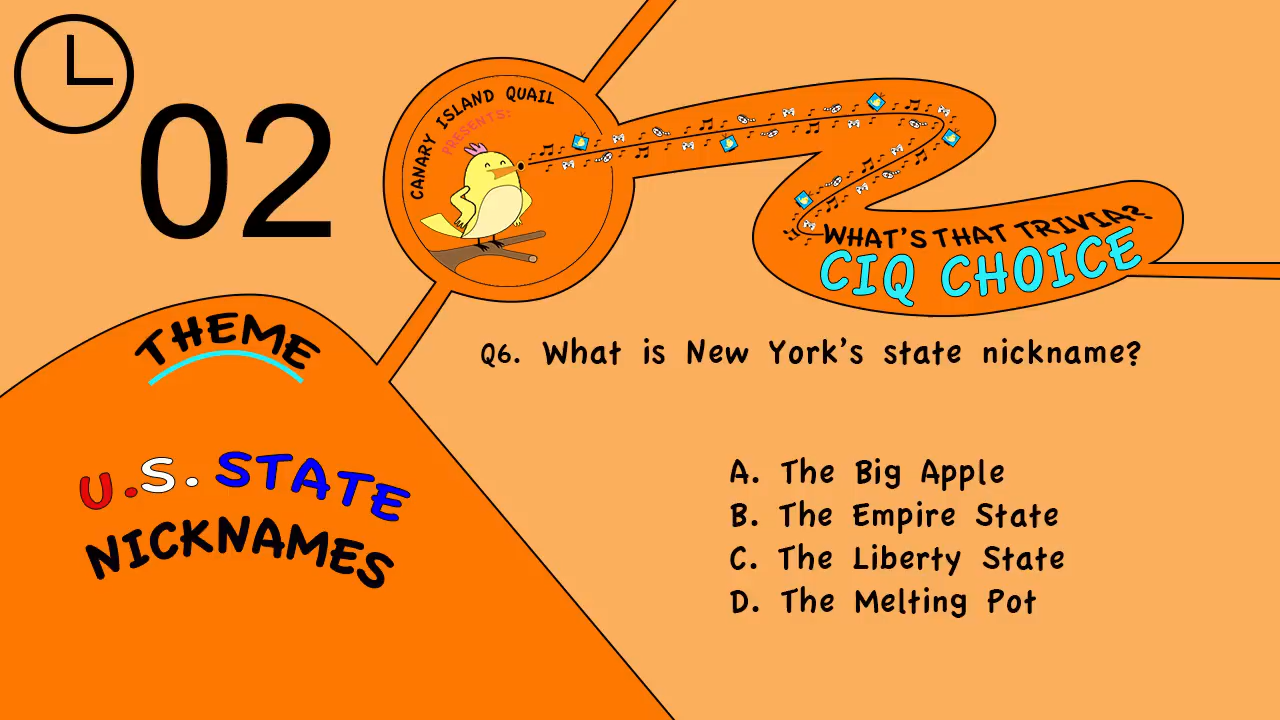 02
CANARY ISLAND QUAIL
PRESENTS:
WHAT'S THAT TRIVIA?
CIQ CHOICE
THEME
U.S. STATE
NICKNAMES
Q6. What is New York's state nickname?
A. The Big Apple
B. The Empire State
C. The Liberty State
D. The Melting Pot